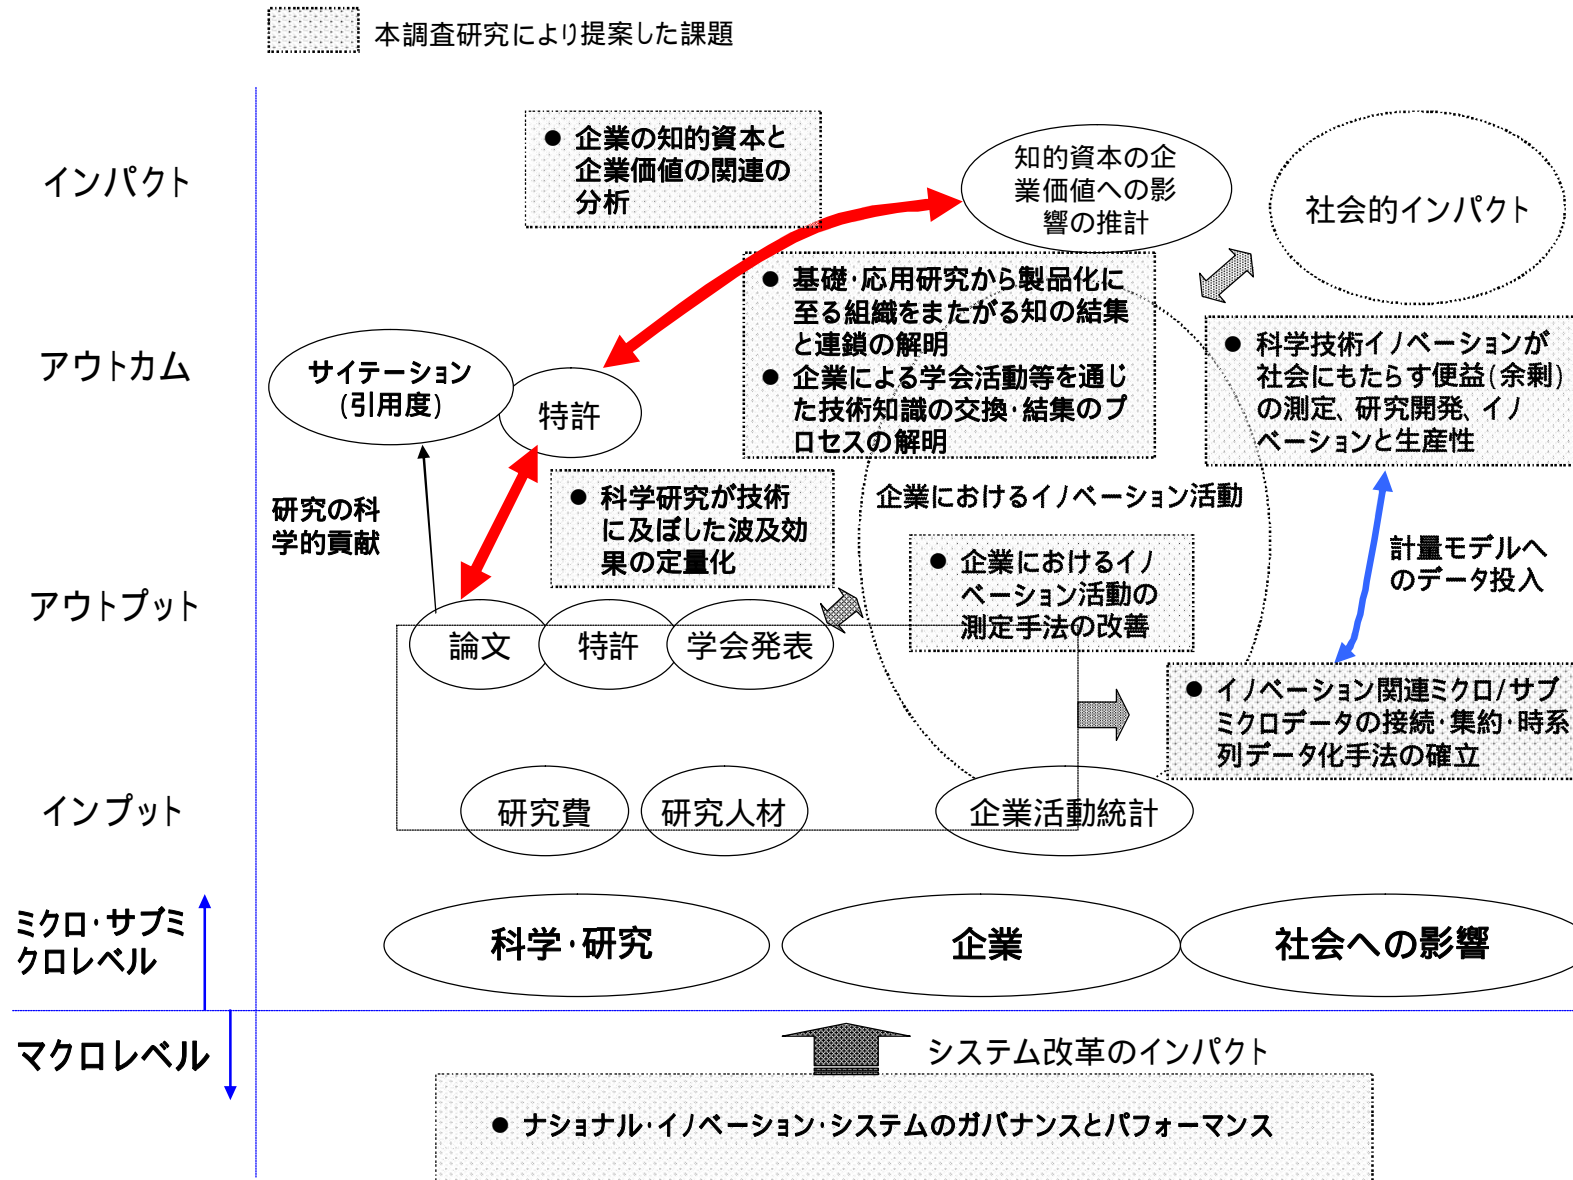 本調査研究により提案した課題
インパクト
● 企業の知的資本と
企業価値の関連の
分析
知的資本の企
業価値への影
響の推計
社会的インパクト
● 基礎・応用研究から製品化に
至る組織をまたがる知の結集
と連鎖の解明
● 企業による学会活動等を通じ
た技術知識の交換・結集のプ
ロセスの解明
● 科学技術イノベーションが
社会にもたらす便益(余剰)
の測定、研究開発、イノ
ベーションと生産性
アウトカム
サイテーション
(引用度)
特許
研究の科
学的貢献
● 科学研究が技術
に及ぼした波及効
果の定量化
企業におけるイノベーション活動
● 企業におけるイノ
ベーション活動の
測定手法の改善
計量モデルへ
のデータ投入
アウトプット
論文
特許
学会発表
● イノベーション関連ミクロ/サブ
ミクロデータの接続・集約・時系
列データ化手法の確立
インプット
研究費
研究人材
企業活動統計
ミクロ・サブミ
クロレベル
科学・研究
企業
社会への影響
マクロレベル
システム改革のインパクト
● ナショナル・イノベーション・システムのガバナンスとパフォーマンス